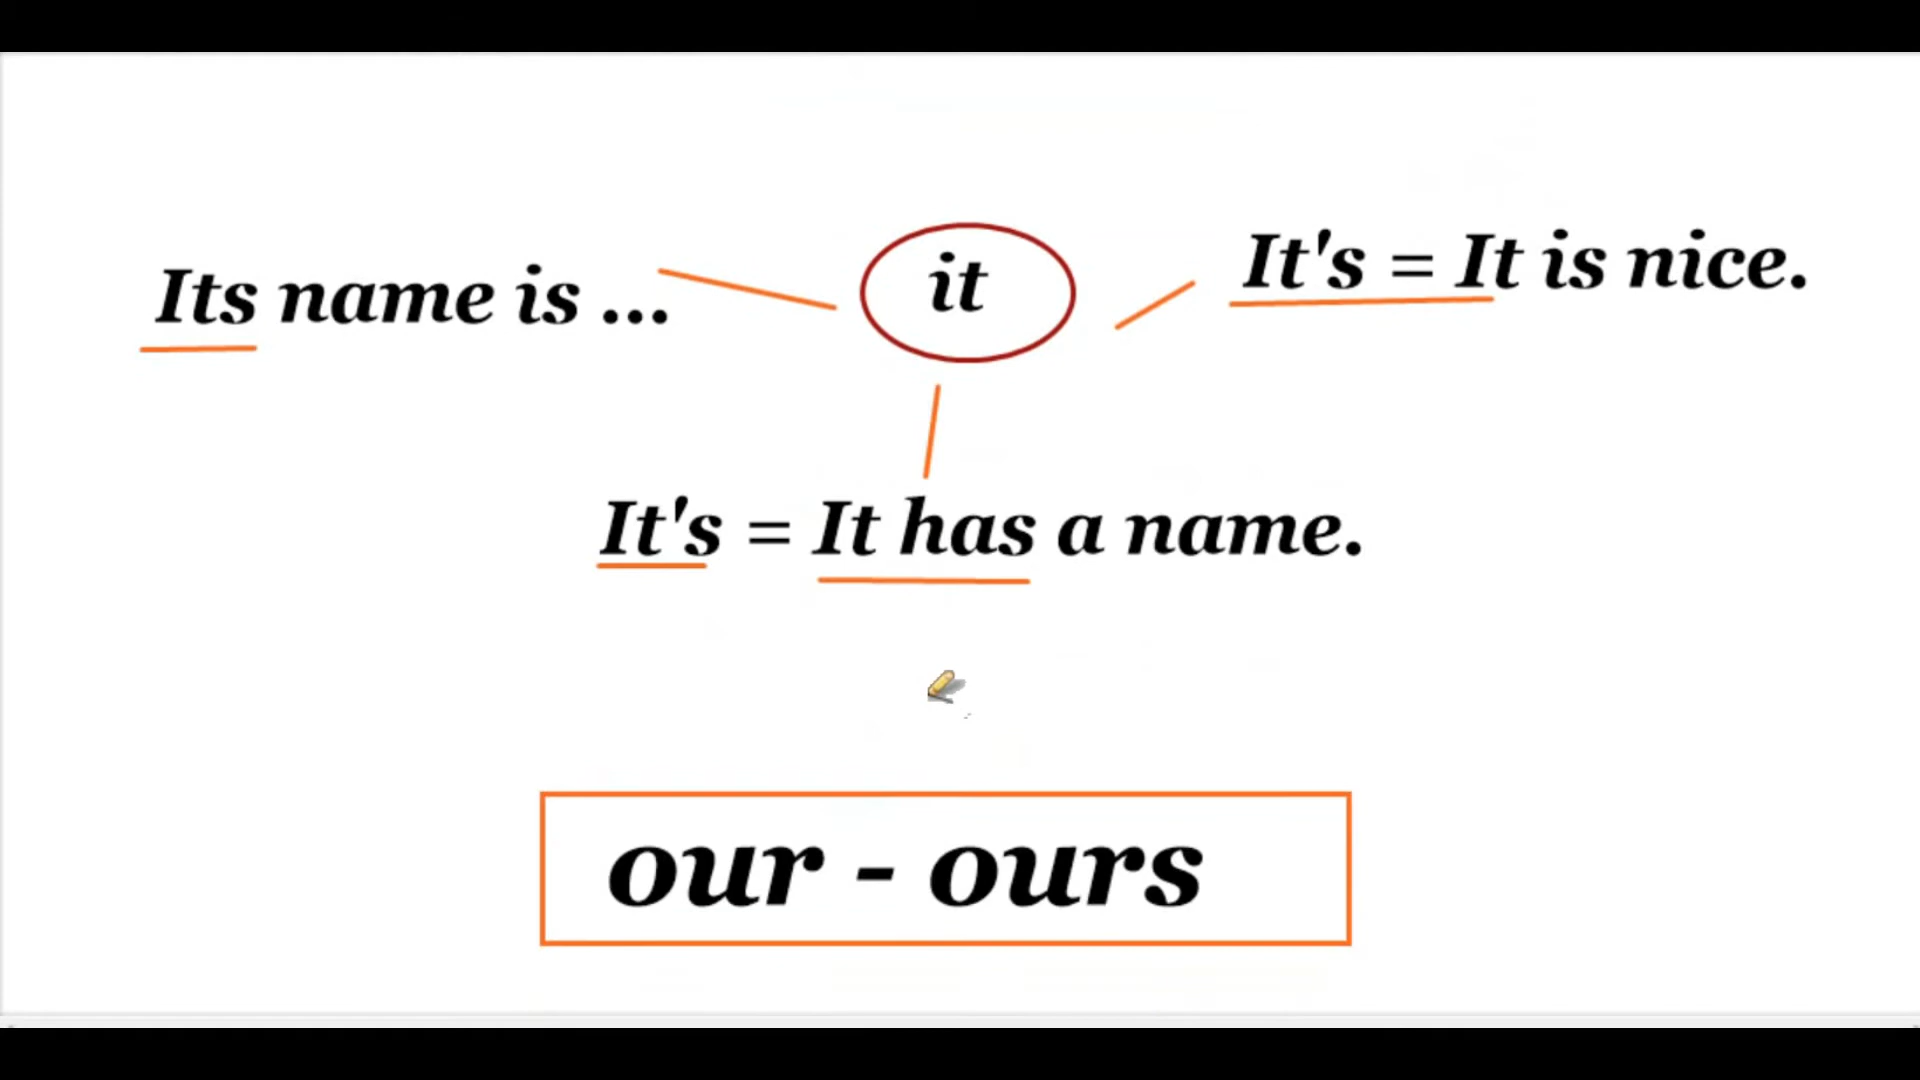 Its name is ...
it
It's = It is nice.
It's = It has a name.
our - ours